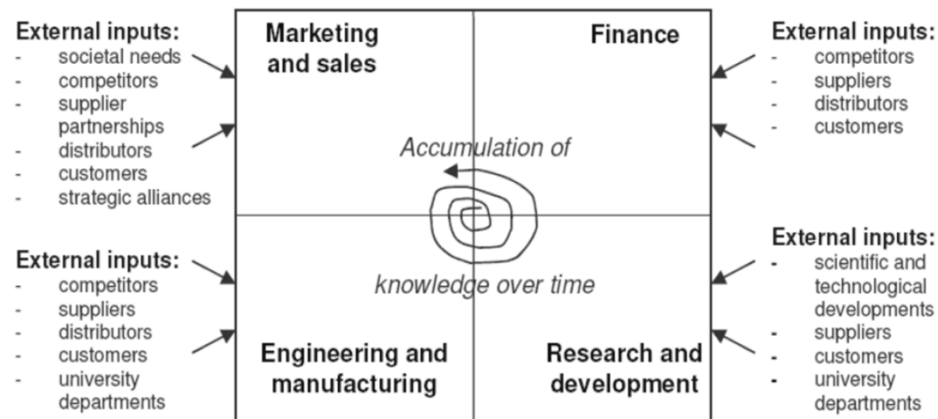 External inputs:
- societal needs
- competitors
- supplier
partnerships
- distributors
- customers
- strategic alliances
Marketing
and sales
Finance
External inputs:
- competitors
- suppliers
- distributors
- customers
Accumulation of
knowledge over time
External inputs:
- competitors
- suppliers
- distributors
- customers
- university
departments
Engineering and
manufacturing
Research and
development
External inputs:
- scientific and
technological
developments
- suppliers
- customers
- university
departments